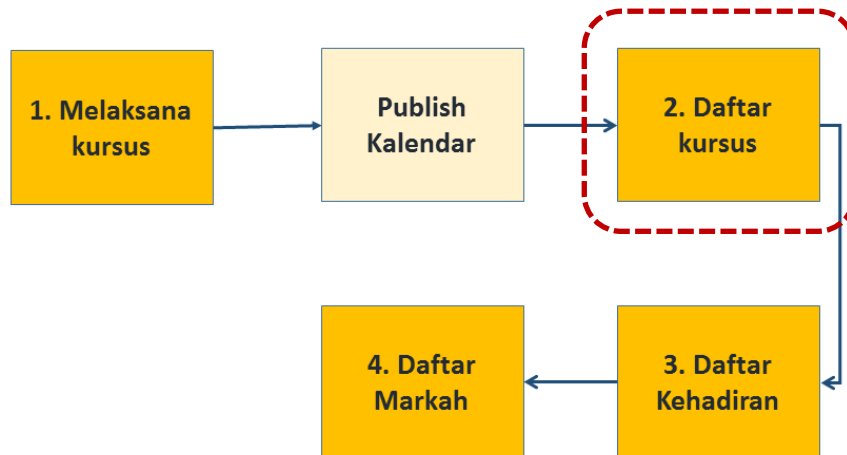 1. Melaksana
kursus
Publish
Kalendar
2. Daftar
kursus
3. Daftar
Kehadiran
4. Daftar
Markah